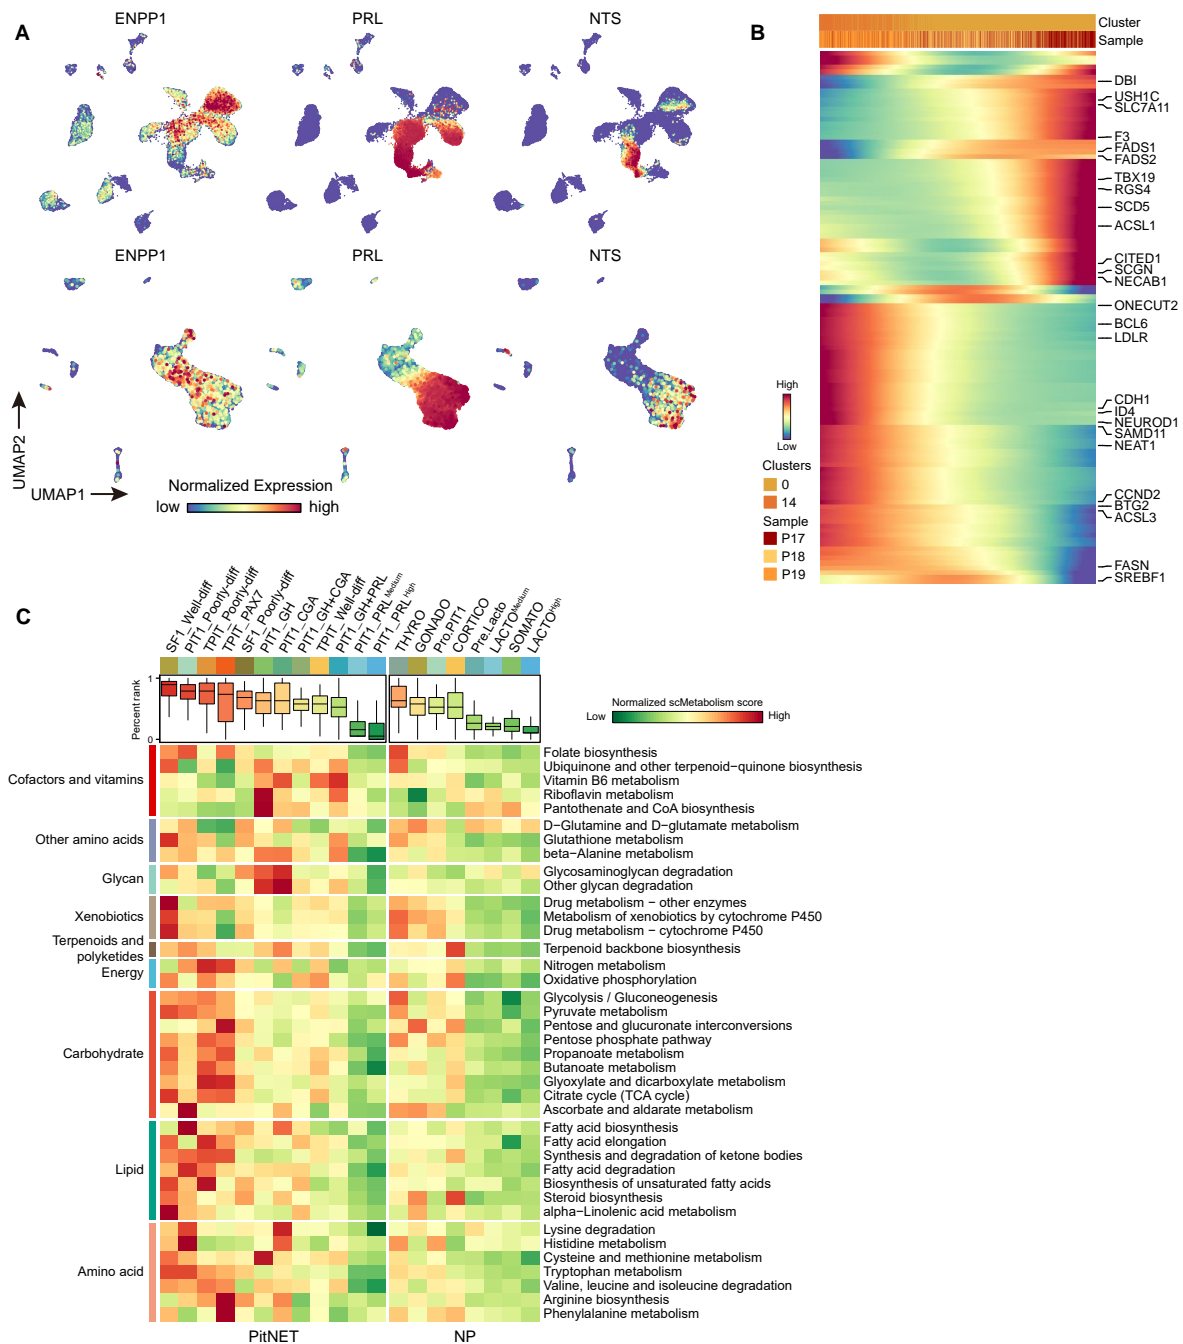 A
ENPP1
PRL
NTS
ENPP1
PRL
NTS
UMAP2
UMAP1
Normalized Expression
low
high
B
Cluster
Sample
DBI
USH1C
SLC7A11
F3
FADS1
FADS2
TBX19
RGS4
SCD5
ACSL1
CITED1
SCGN
NECAB1
ONECUT2
BCL6
LDLR
CDH1
ID4
NEUROD1
SAMD11
NEAT1
CCND2
BTG2
ACSL3
FASN
SREBF1
High
Low
Clusters
0
14
Sample
P17
P18
P19
C
SF1_Well-diff
PIT1_Poorly-diff
TPIT_Poorly-diff
TPIT_PAX7
SF1_Poorly-diff
PIT1_GH
PIT1_CGA
PIT1_GH+CGA
TPIT_Well-diff
PIT1_GH+PRL
PIT1_PRL Medium
PIT1_PRL High
THYRO
GONADO
Pro.PIT1
CORTICO
Pre.Lacto
LACTO Medium
SOMATO
LACTO High
Percent rank
1
0
Normalized scMetabolism score
Low
High
Cofactors and vitamins
Folate biosynthesis
Ubiquinone and other terpenoid−quinone biosynthesis
Vitamin B6 metabolism
Riboflavin metabolism
Pantothenate and CoA biosynthesis
Other amino acids
D−Glutamine and D−glutamate metabolism
Glutathione metabolism
beta−Alanine metabolism
Glycan
Glycosaminoglycan degradation
Other glycan degradation
Xenobiotics
Drug metabolism − other enzymes
Metabolism of xenobiotics by cytochrome P450
Drug metabolism − cytochrome P450
Terpenoids and
polyketides
Terpenoid backbone biosynthesis
Energy
Nitrogen metabolism
Oxidative phosphorylation
Carbohydrate
Glycolysis / Gluconeogenesis
Pyruvate metabolism
Pentose and glucuronate interconversions
Pentose phosphate pathway
Propanoate metabolism
Butanoate metabolism
Glyoxylate and dicarboxylate metabolism
Citrate cycle (TCA cycle)
Ascorbate and aldarate metabolism
Lipid
Fatty acid biosynthesis
Fatty acid elongation
Synthesis and degradation of ketone bodies
Fatty acid degradation
Biosynthesis of unsaturated fatty acids
Steroid biosynthesis
alpha−Linolenic acid metabolism
Amino acid
Lysine degradation
Histidine metabolism
Cysteine and methionine metabolism
Tryptophan metabolism
Valine, leucine and isoleucine degradation
Arginine biosynthesis
Phenylalanine metabolism
PitNET
NP